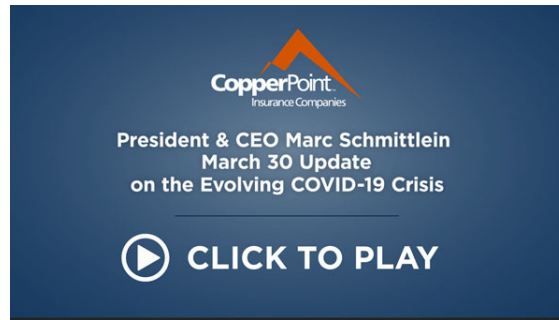 CopperPoint
Insurance Companies
President & CEO Marc Schmittlein
March 30 Update
on the Evolving COVID-19 Crisis
CLICK TO PLAY